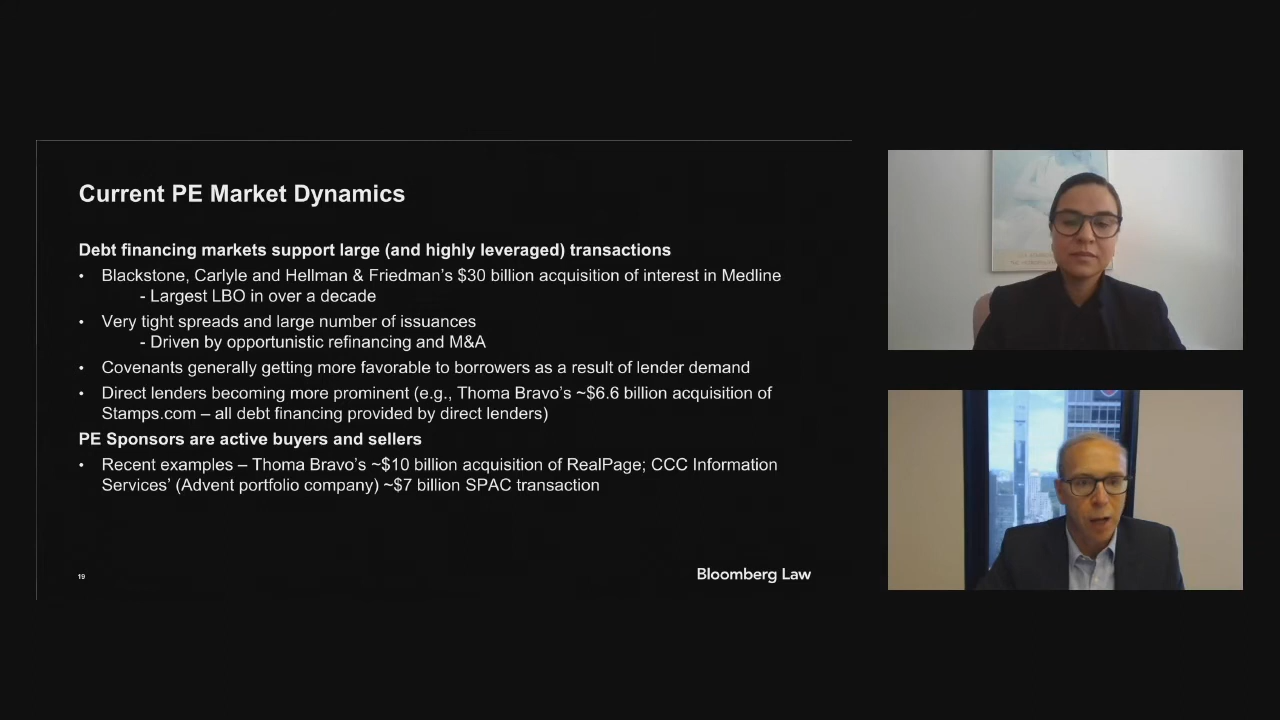 Current PE Market Dynamics
Debt financing markets support large (and highly leveraged) transactions
• Blackstone, Carlyle and Hellman & Friedman’s $30 billion acquisition of interest in Medline
- Largest LBO in over a decade
• Very tight spreads and large number of issuances
- Driven by opportunistic refinancing and M&A
• Covenants generally getting more favorable to borrowers as a result of lender demand
• Direct lenders becoming more prominent (e.g., Thoma Bravo’s ~$6.6 billion acquisition of
Stamps.com – all debt financing provided by direct lenders)
PE Sponsors are active buyers and sellers
• Recent examples – Thoma Bravo’s ~$10 billion acquisition of RealPage; CCC Information
Services’ (Advent portfolio company) ~$7 billion SPAC transaction
19
Bloomberg Law